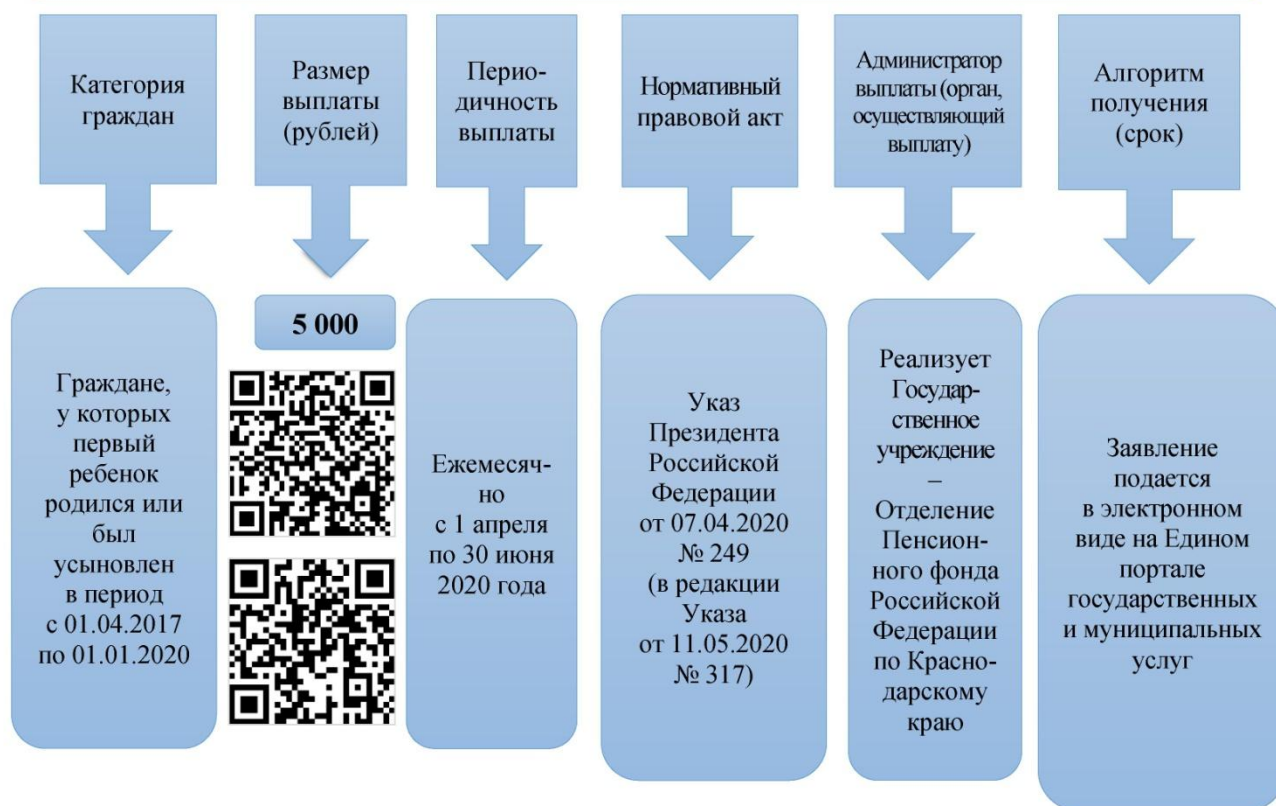 Категория
граждан
Размер
выплаты
(рублей)
Перио-
дичность
выплаты
Нормативный
правовой акт
Администратор
выплаты (орган,
осуществляющий
выплату)
Алгоритм
получения
(срок)
Граждане,
у которых
первый
ребенок
родился или
был
усыновлен
в период
с 01.04.2017
по 01.01.2020
5 000
Ежемесяч-
но
с 1 апреля
по 30 июня
2020 года
Указ
Президента
Российской
Федерации
от 07.04.2020
№ 249
(в редакции
Указа
от 11.05.2020
№ 317)
Реализует
Государ-
ственное
учреждение
–
Отделение
Пенсион-
ного фонда
Российской
Федерации
по Красно-
дарскому
краю
Заявление
подается
в электронном
виде на Едином
портале
государственных
и муниципальных
услуг